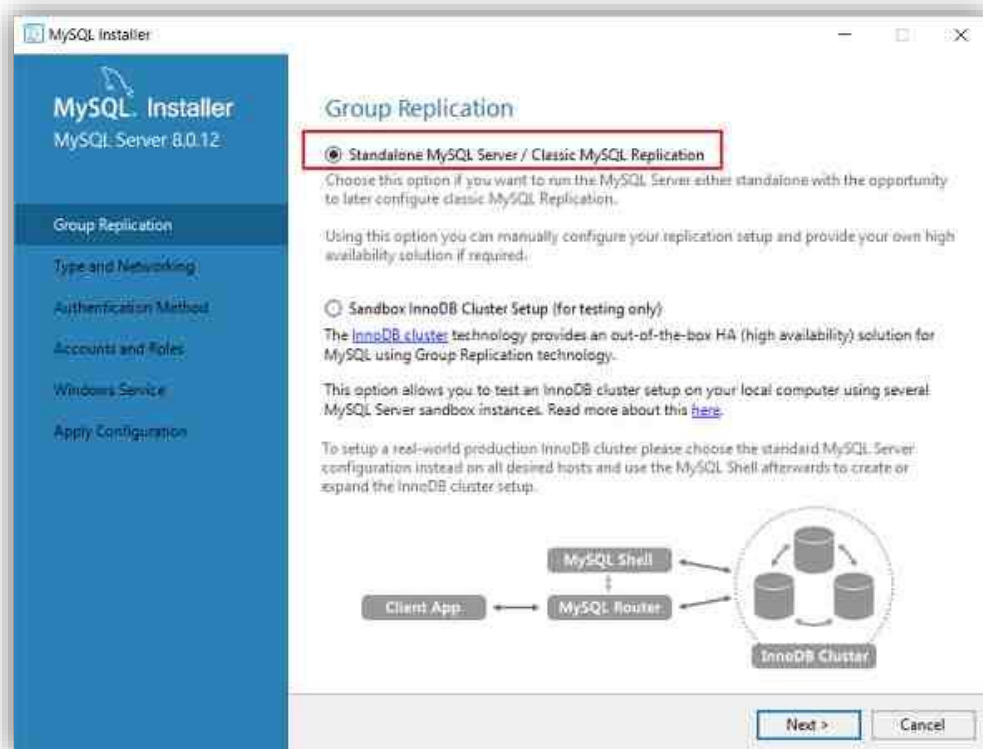 MySQL Installer
MySQL. Installer
MySQL Server 8.0.12
Group Replication
Type and Networking
Authentication Method
Accounts and Roles
Windows Service
Apply Configuration
Group Replication
Standalone MySQL Server / Classic MySQL Replication
Choose this option if you want to run the MySQL Server either standalone with the opportunity
to later configure classic MySQL Replication.
Using this option you can manually configure your replication setup and provide your own high
availability solution if required.
Sandbox InnoDB Cluster Setup (for testing only)
The InnoDB cluster technology provides an out-of-the-box HA (high availability) solution for
MySQL using Group Replication technology.
This option allows you to test an InnoDB cluster setup on your local computer using several
MySQL Server sandbox instances. Read more about this here.
To setup a real-world production InnoDB cluster please choose the standard MySQL Server
configuration instead on all desired hosts and use the MySQL Shell afterwards to create or
expand the InnoDB cluster setup.
MySQL Shell
Client App
MySQL Router
InnoDB Cluster
Next >
Cancel